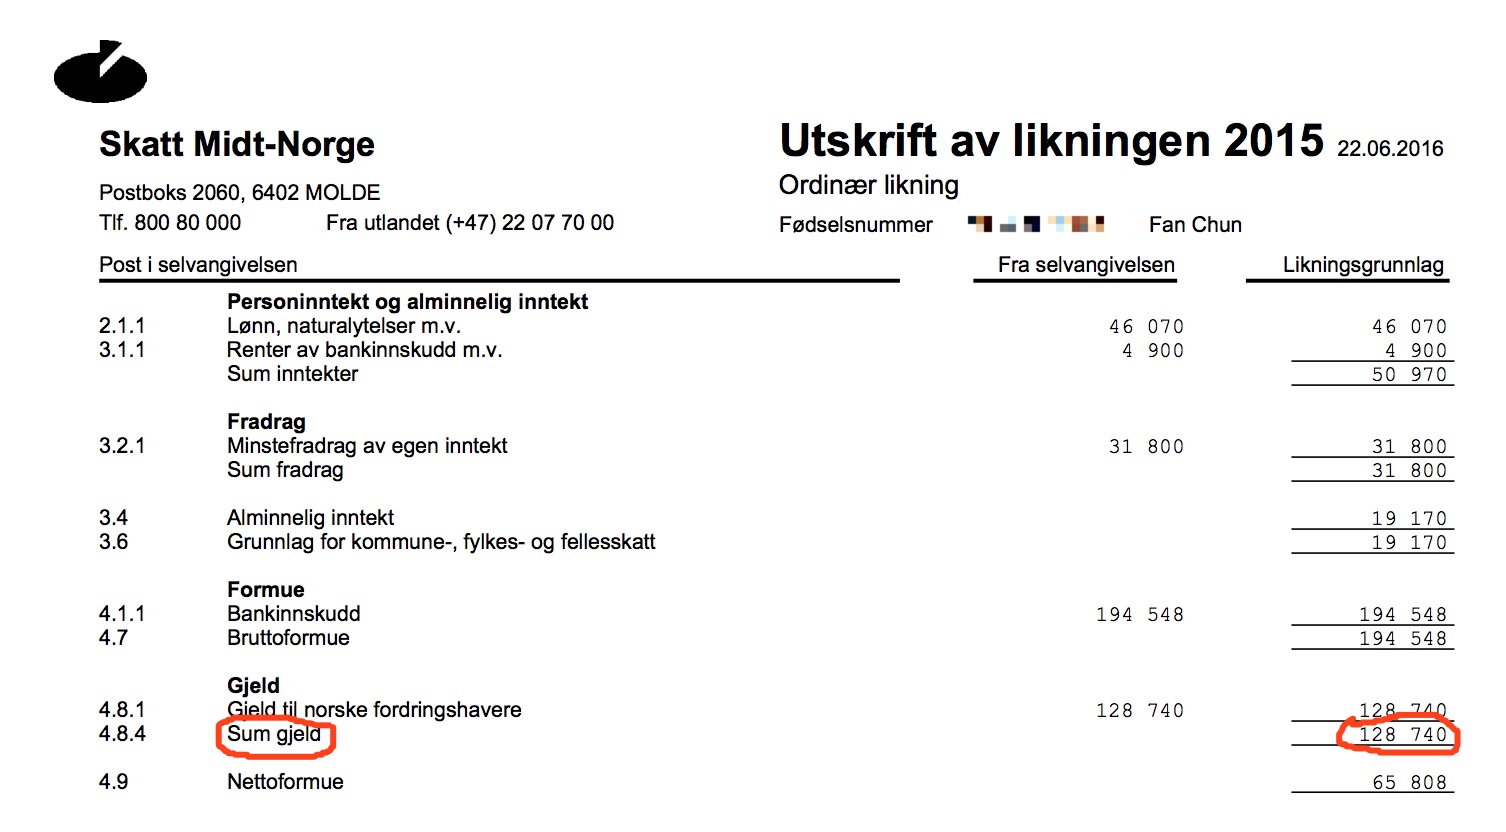 Skatt Midt-Norge
Utskrift av likningen 2015 22.06.2016
Ordinær likning
Postboks 2060, 6402 MOLDE
Tlf. 800 80 000 Fra utlandet (+47) 22 07 70 00
Fødselsnummer Fan Chun
Post i selvangivelsen Fra selvangivelsen Likningsgrunnlag
Personinntekt og alminnelig inntekt
2.1.1 Lønn, naturalytelser m.v. 46 070 46 070
3.1.1 Renter av bankinnskudd m.v. 4 900 4 900
Sum inntekter 50 970
Fradrag
3.2.1 Minstefradrag av egen inntekt 31 800 31 800
Sum fradrag 31 800
3.4 Alminnelig inntekt 19 170
3.6 Grunnlag for kommune-, fylkes- og fellesskatt 19 170
Formue
4.1.1 Bankinnskudd 194 548 194 548
4.7 Bruttoformue 194 548
Gjeld
4.8.1 Gjeld til norske fordringshavere 128 740 128 740
4.8.4 Sum gjeld 128 740
4.9 Nettoformue 65 808